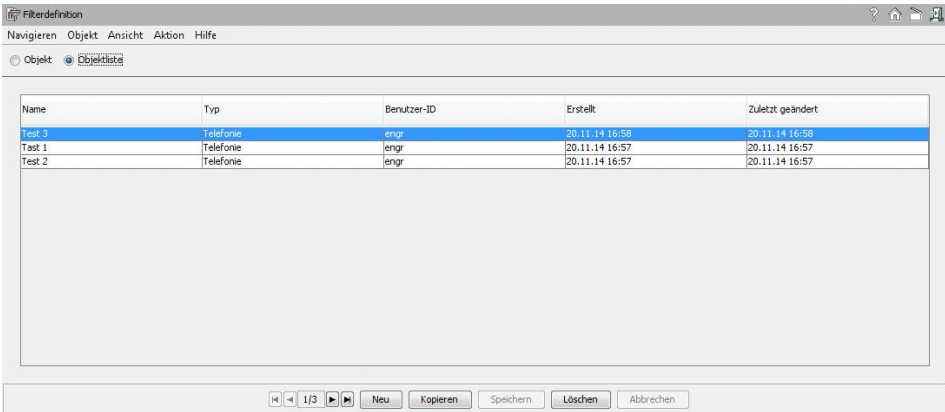 Filterdefinition ?
Navigieren Objekt Ansicht Aktion Hilfe
Objekt Objektliste
Name Typ Benutzer-ID Erstellt Zuletzt geändert
Test 3 Telefonie engr 20.11.14 16:58 20.11.14 16:58
Tast 1 Telefonie engr 20.11.14 16:57 20.11.14 16:57
Test 2 Telefonie engr 20.11.14 16:57 20.11.14 16:57
1/3 Neu Kopieren Speichern Löschen Abbrechen